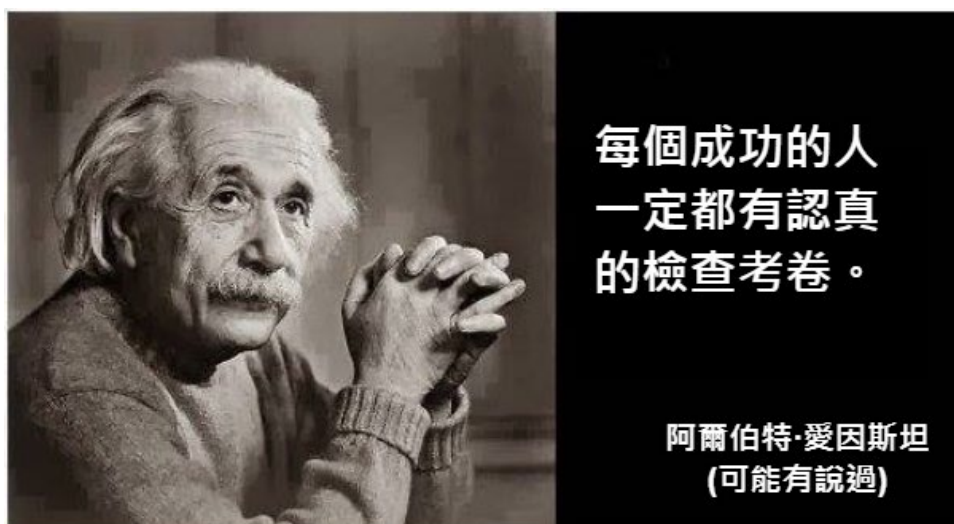 每個成功的人
一定都有認真
的檢查考卷。
阿爾伯特·愛因斯坦
(可能有說過)